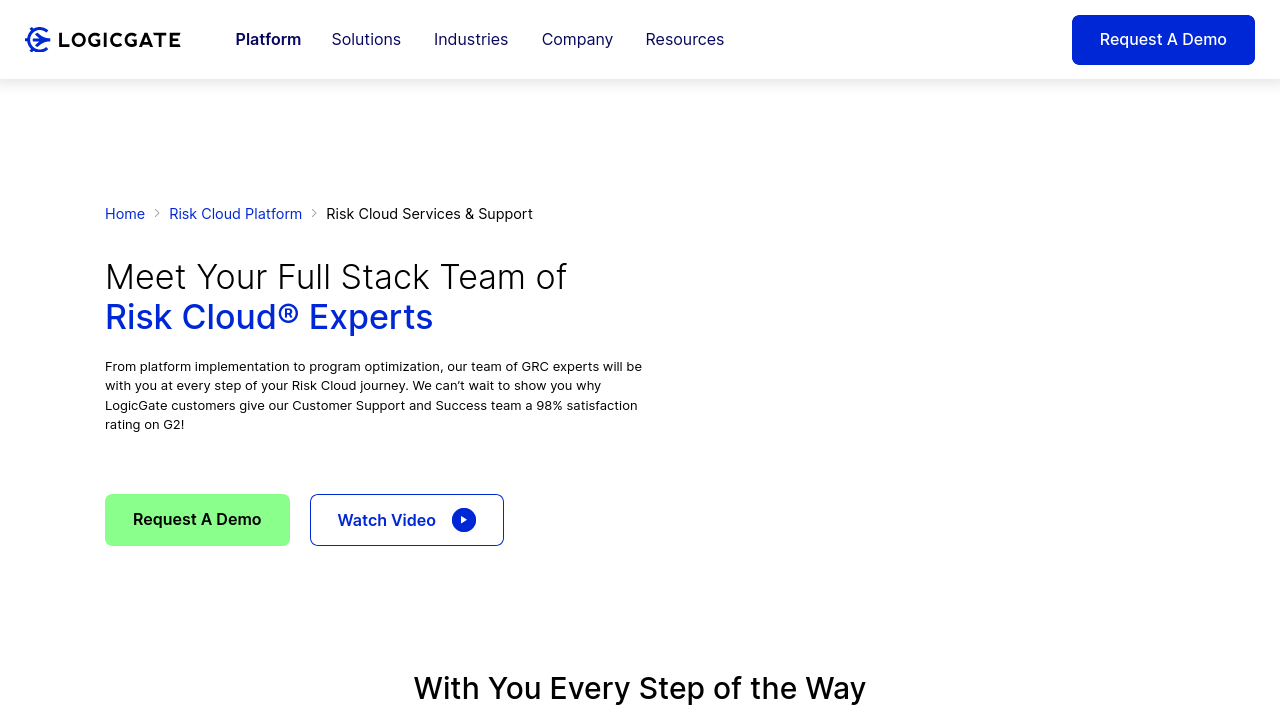 LOGICGATE
Platform
Solutions
Industries
Company
Resources
Request A Demo
Home > Risk Cloud Platform > Risk Cloud Services & Support
Meet Your Full Stack Team of
Risk Cloud® Experts
From platform implementation to program optimization, our team of GRC experts will be
with you at every step of your Risk Cloud journey. We can’t wait to show you why
LogicGate customers give our Customer Support and Success team a 98% satisfaction
rating on G2!
Request A Demo
Watch Video
With You Every Step of the Way